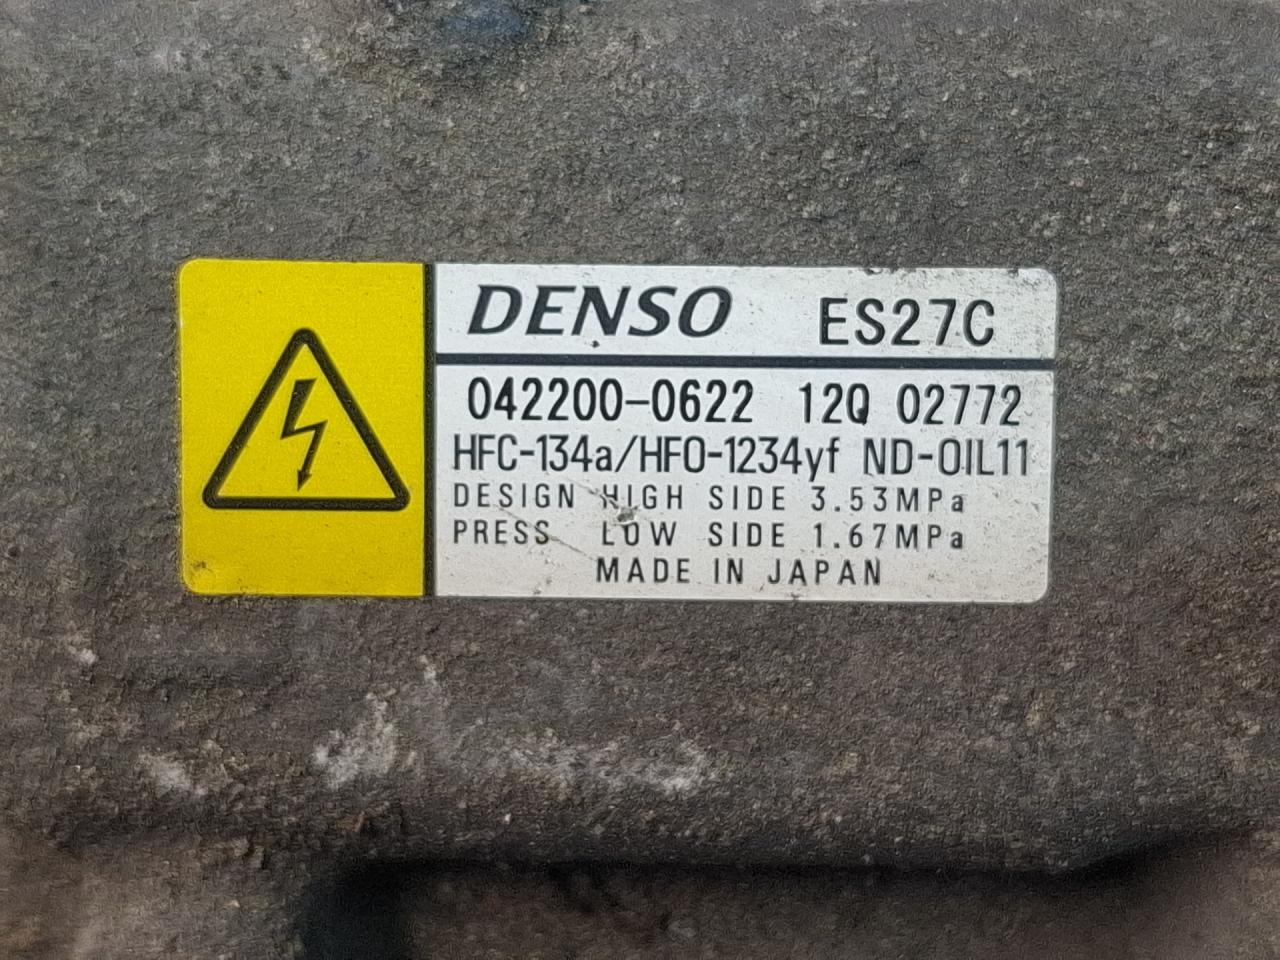 DENSO ES27C
042200-0622 12Q 02772
HFC-134a/HFO-1234yf ND-OIL11
DESIGN HIGH SIDE 3.53MPa
PRESS LOW SIDE 1.67MPa
MADE IN JAPAN